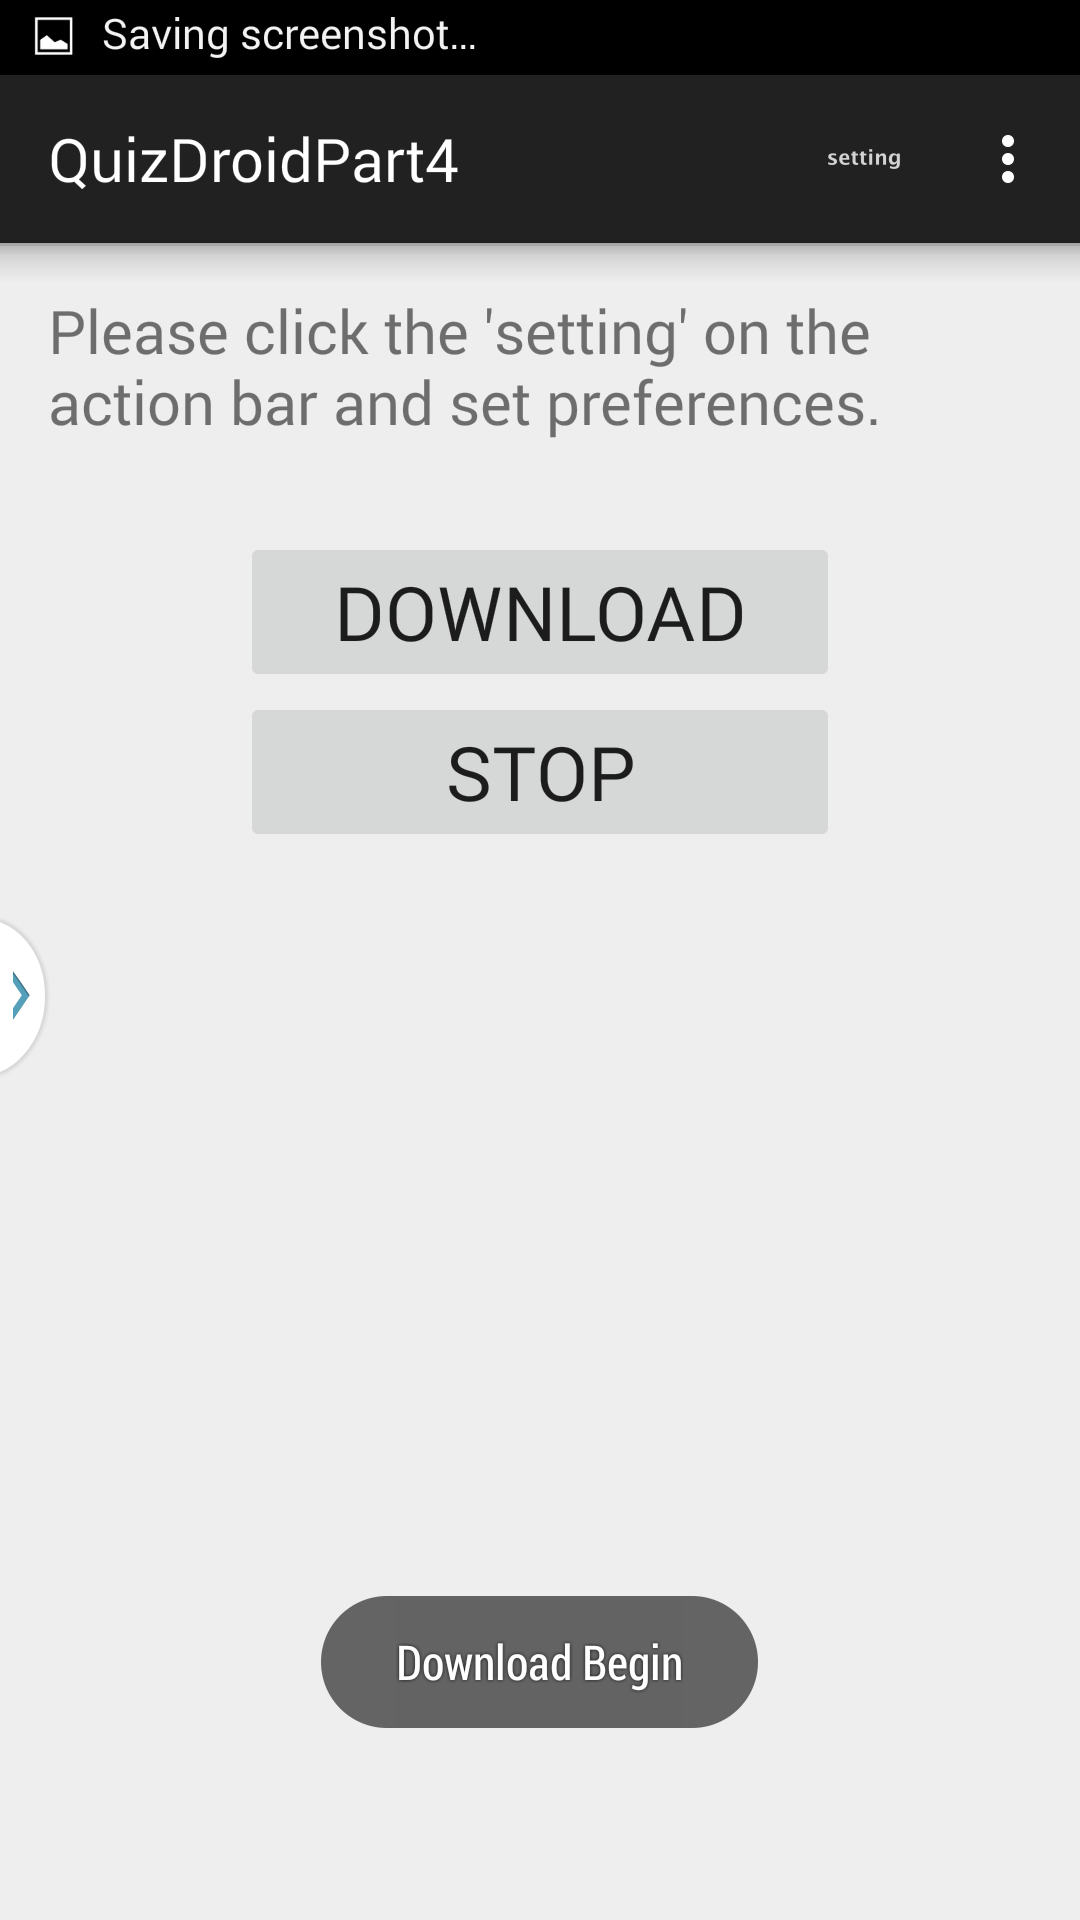 Saving screenshot...
QuizDroidPart4
setting
Please click the 'setting' on the
action bar and set preferences.
DOWNLOAD
STOP
Download Begin